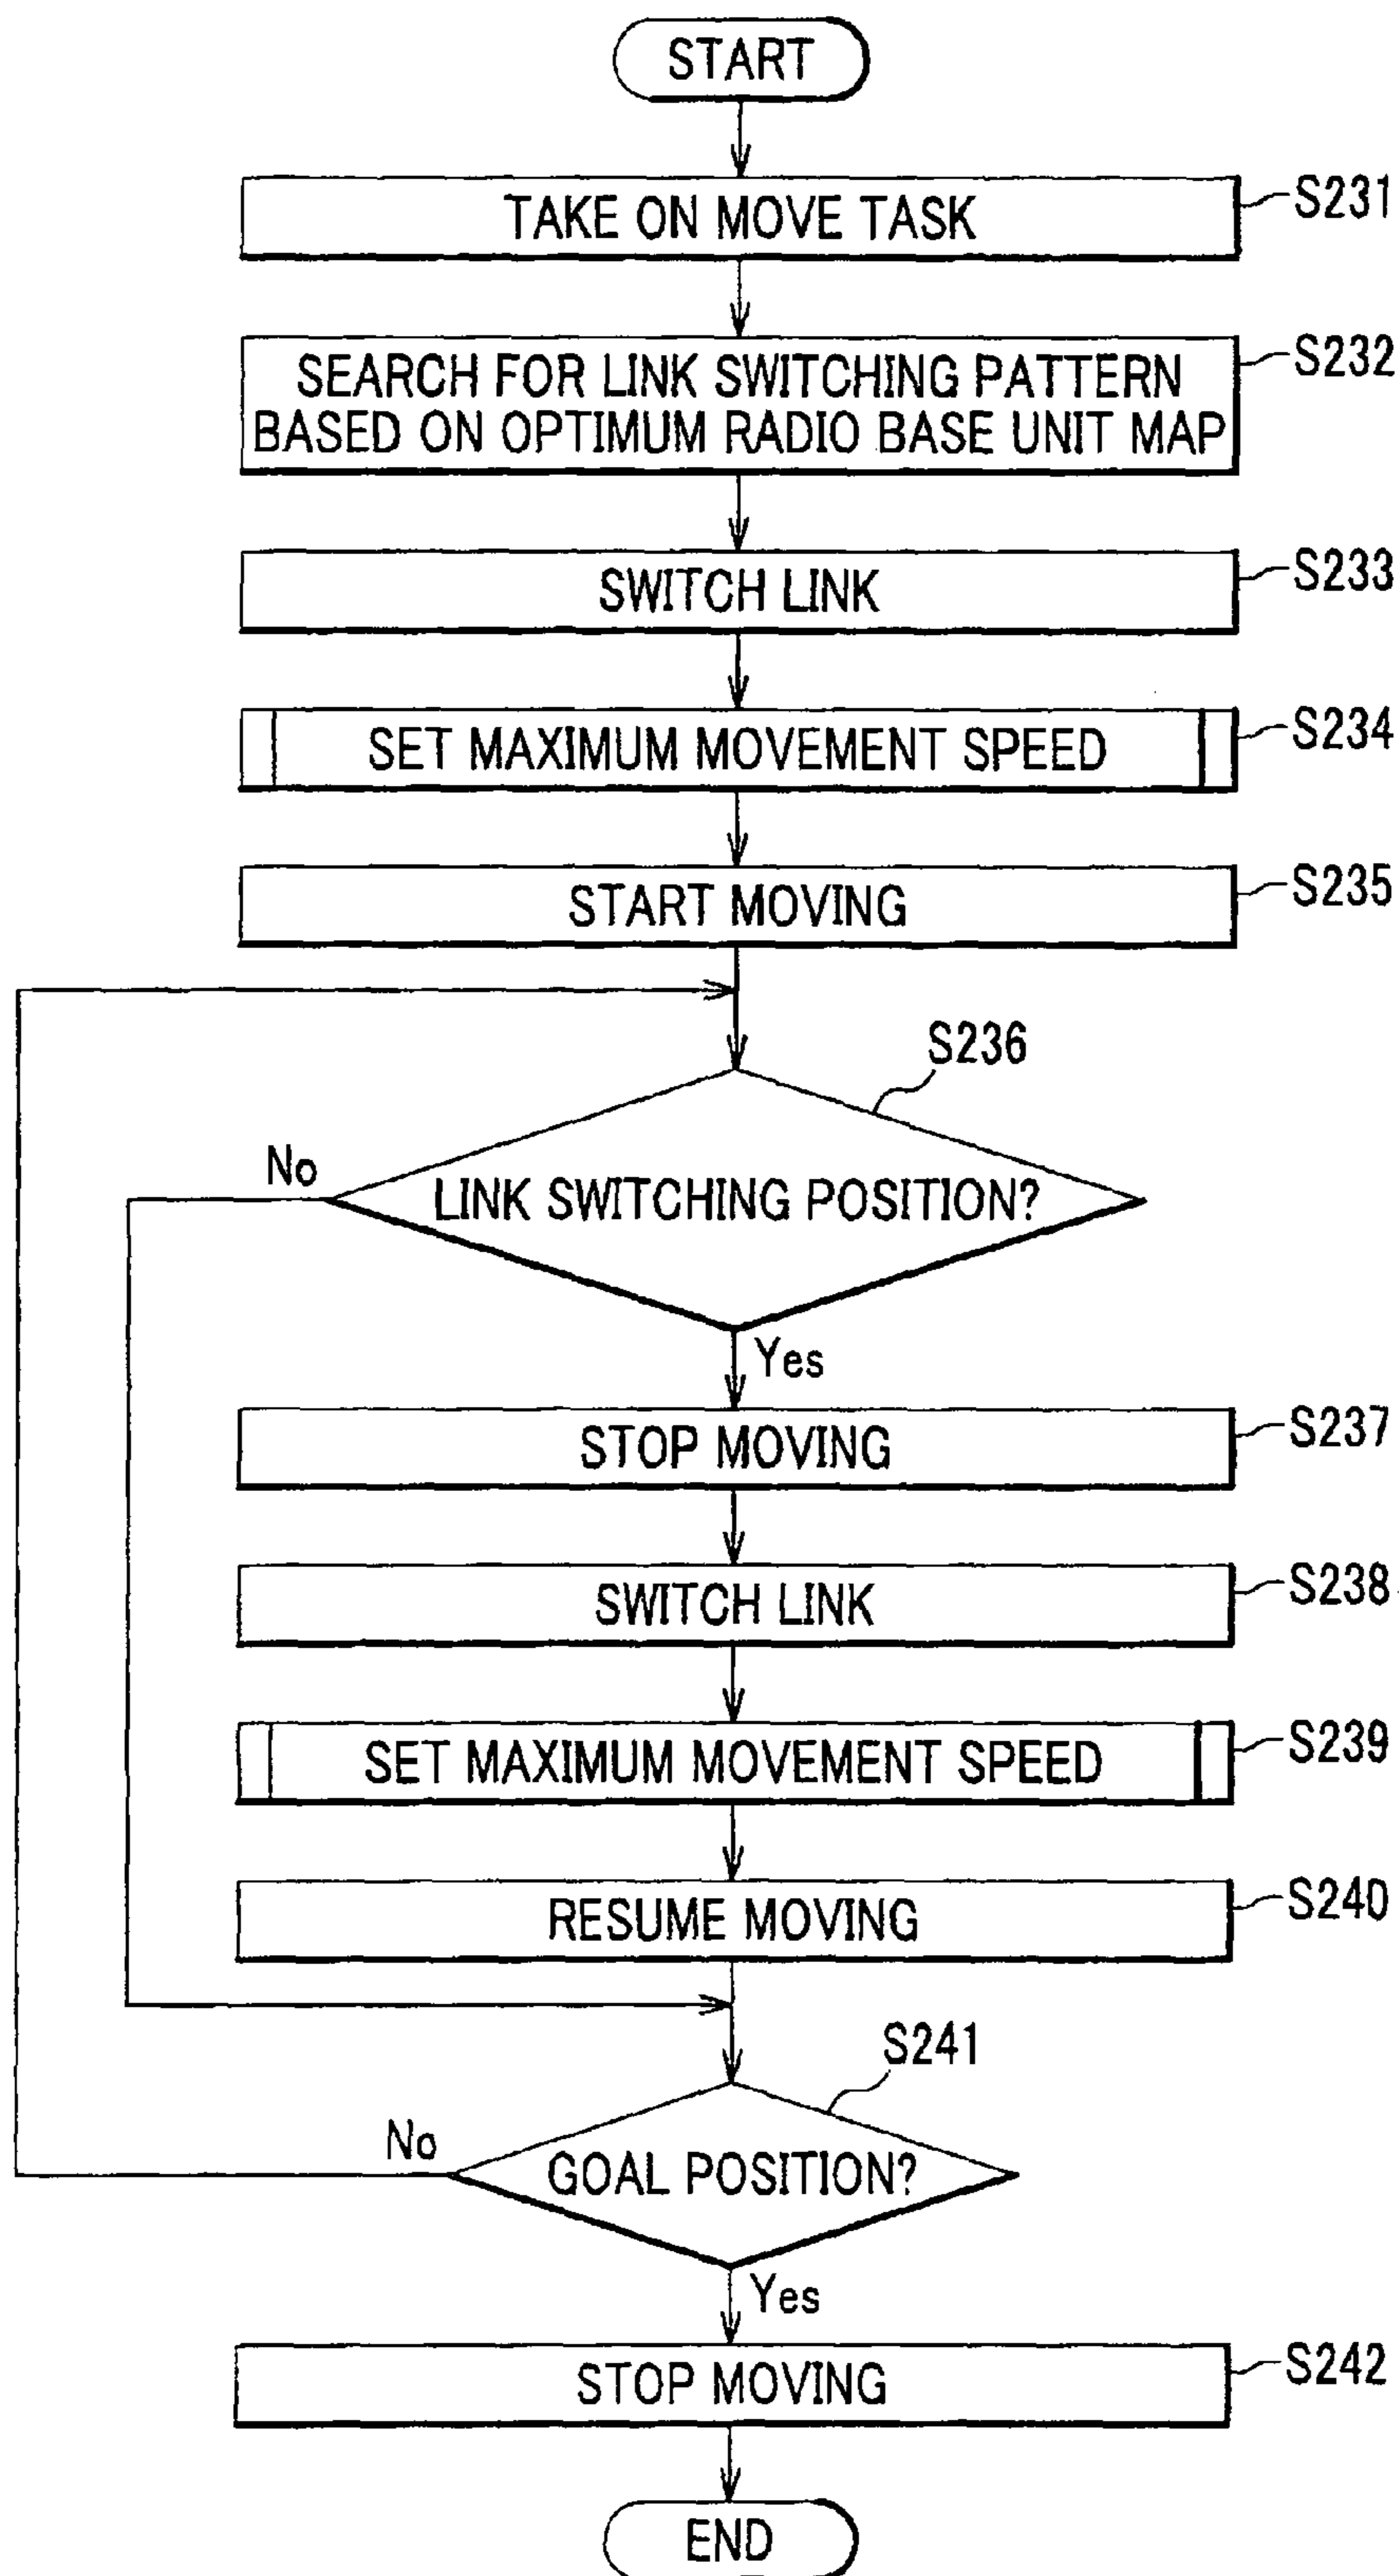 START
TAKE ON MOVE TASK
S231
SEARCH FOR LINK SWITCHING PATTERN
BASED ON OPTIMUM RADIO BASE UNIT MAP
S232
SWITCH LINK
S233
SET MAXIMUM MOVEMENT SPEED
S234
START MOVING
S235
S236
No
LINK SWITCHING POSITION?
Yes
STOP MOVING
S237
SWITCH LINK
S238
SET MAXIMUM MOVEMENT SPEED
S239
RESUME MOVING
S240
S241
No
GOAL POSITION?
Yes
STOP MOVING
S242
END